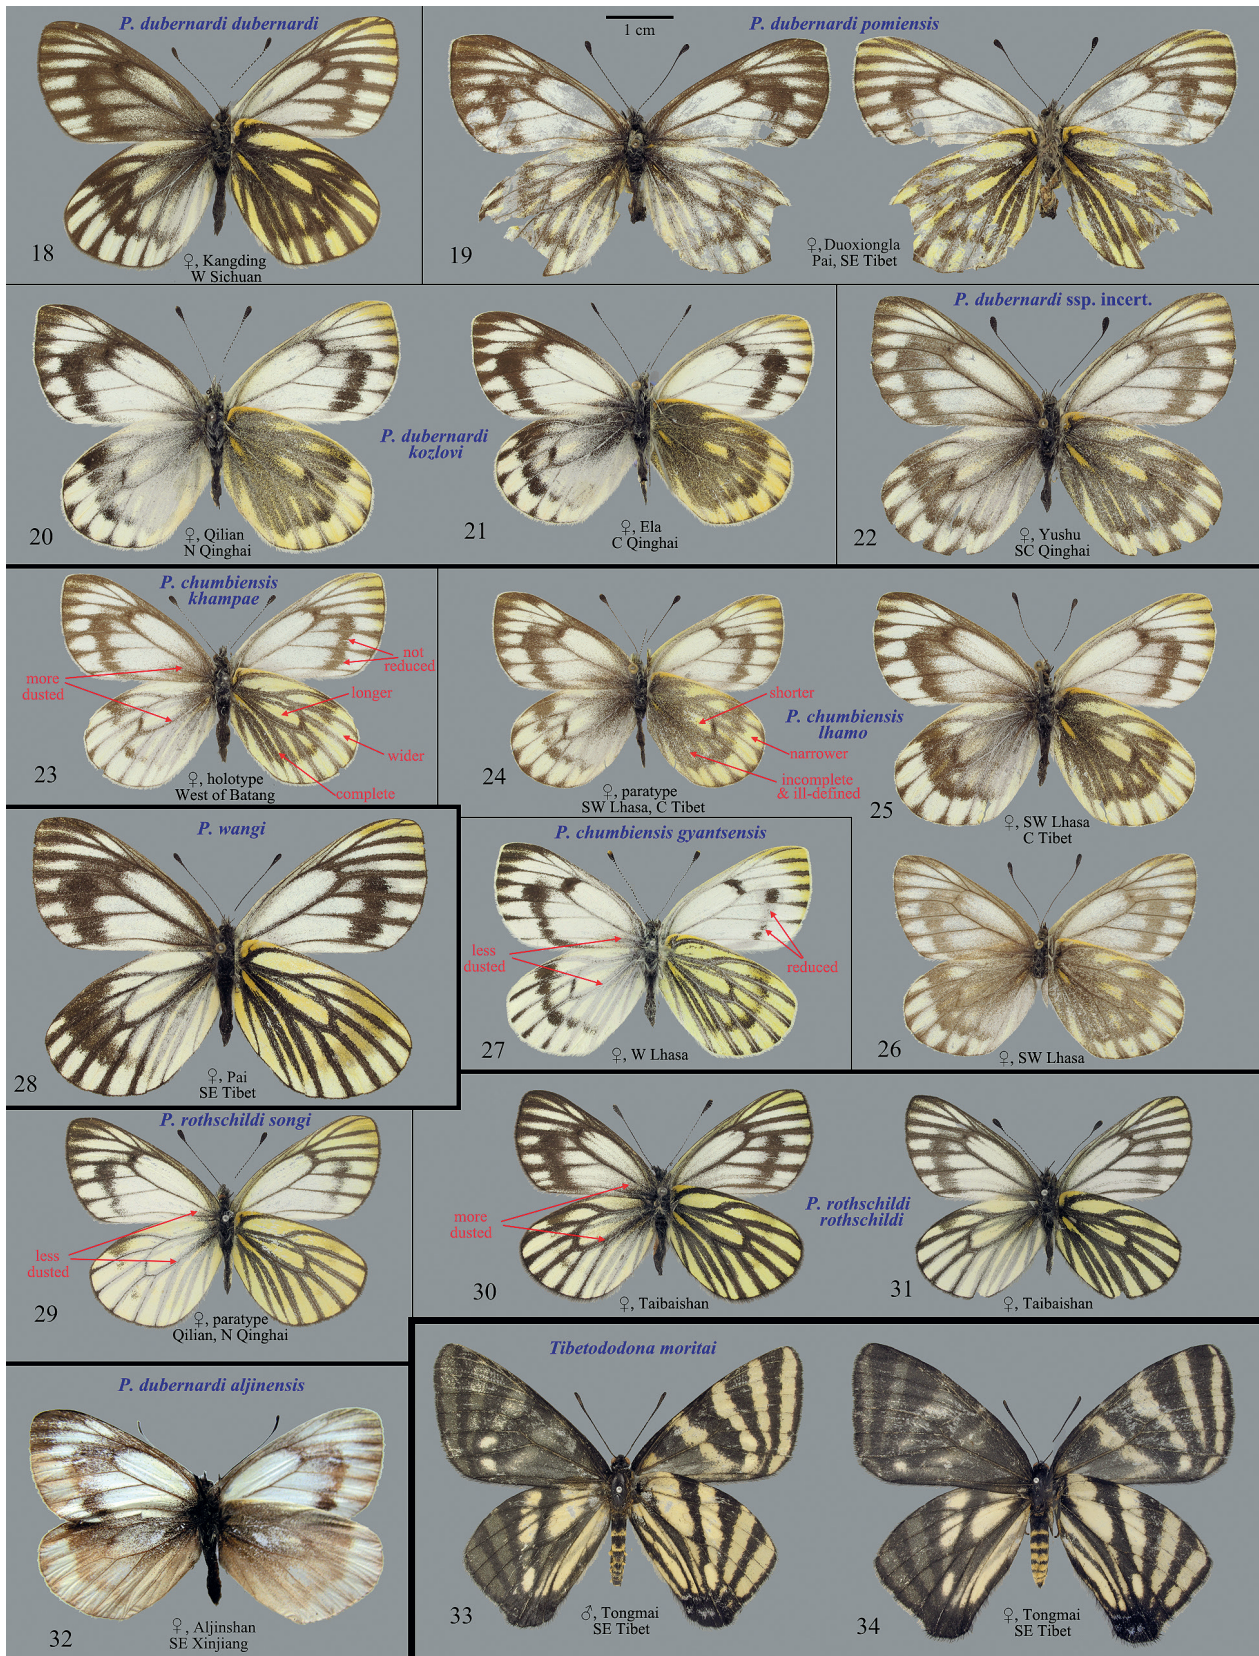 P. dubernardi dubernardi
18
♀, Kangding
W Sichuan
1 cm
P. dubernardi pomiensis
19
♀, Duoxiongla
Pai, SE Tibet
20
♀, Qilian
N Qinghai
P. dubernardi
kozlovi
21
♀, Ela
C Qinghai
P. dubernardi ssp. incert.
22
♀, Yushu
SC Qinghai
P. chumbiensis
khampae
more
dusted
not
reduced
longer
wider
complete
23
♀, holotype
West of Batang
24
♀, paratype
SW Lhasa, C Tibet
shorter
narrower
incomplete
& ill-defined
P. chumbiensis
lhamo
25
♀, SW Lhasa
C Tibet
26
♀, SW Lhasa
P. chumbiensis gyantsensis
less
dusted
reduced
27
♀, W Lhasa
P. wangi
28
♀, Pai
SE Tibet
P. rothschildi songi
less
dusted
29
♀, paratype
Qilian, N Qinghai
more
dusted
30
♀, Taibaishan
P. rothschildi
rothschildi
31
♀, Taibaishan
P. dubernardi aljinensis
32
♀, Aljinshan
SE Xinjiang
Tibetododona moritai
33
♂, Tongmai
SE Tibet
34
♀, Tongmai
SE Tibet